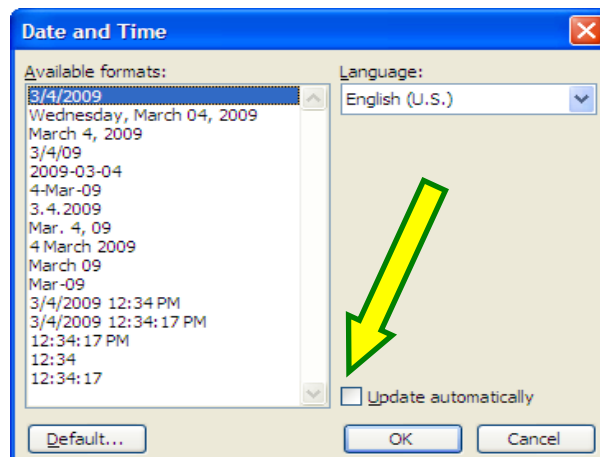 Date and Time
Available formats:
Language:
3/4/2009
English (U.S.)
Wednesday, March 04, 2009
March 4, 2009
3/4/09
2009-03-04
4-Mar-09
3.4.2009
Mar. 4, 09
4 March 2009
March 09
Mar-09
3/4/2009 12:34 PM
3/4/2009 12:34:17 PM
12:34:17 PM
12:34
12:34:17
Update automatically
Default...
OK
Cancel